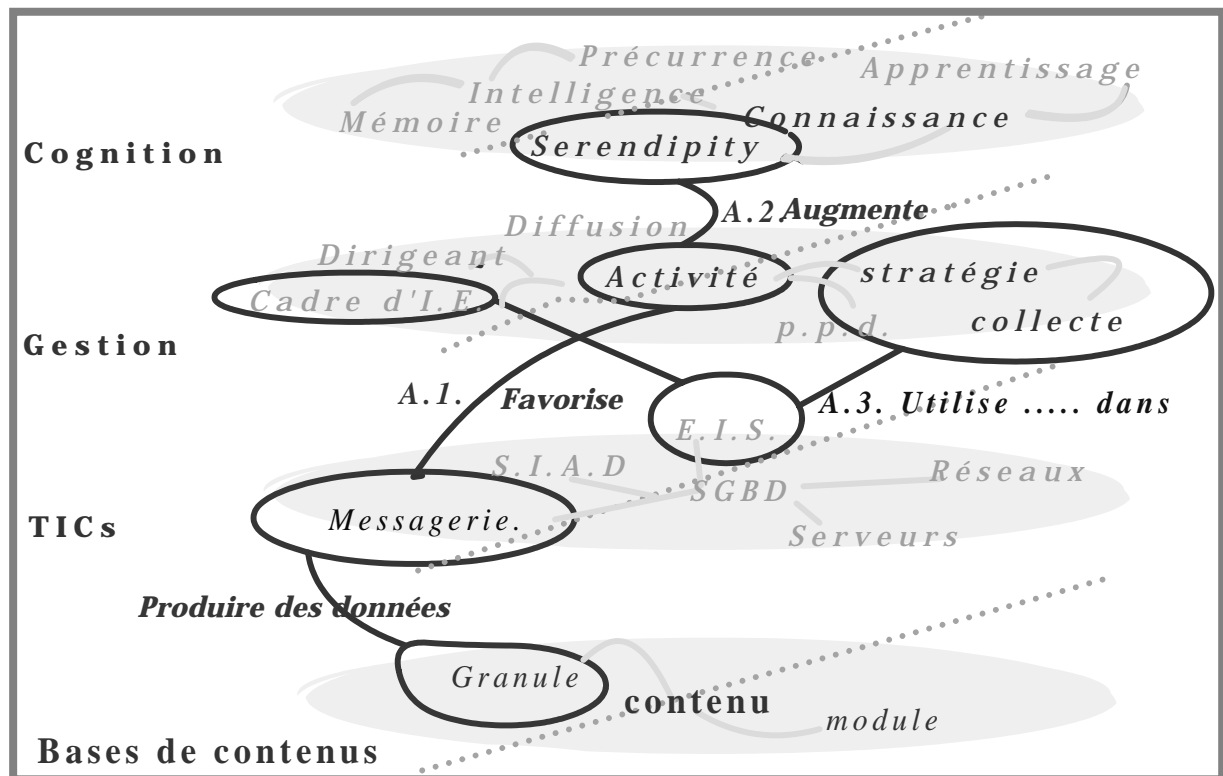 Précurrence
Apprentissage
Intelligence
Mémoire
Connaissance
Serendipity
Cognition
A.2.Augmente
Diffusion
Dirigeant
Activité
stratégie
Cadre d'I.E.
collecte
p.p.d.
Gestion
A.1.
Favorise
A.3. Utilise ..... dans
E.I.S.
S.I.A.D
Réseaux
SGBD
Messagerie.
TICs
Serveurs
Produire des données
Granule
contenu
module
Bases de contenus